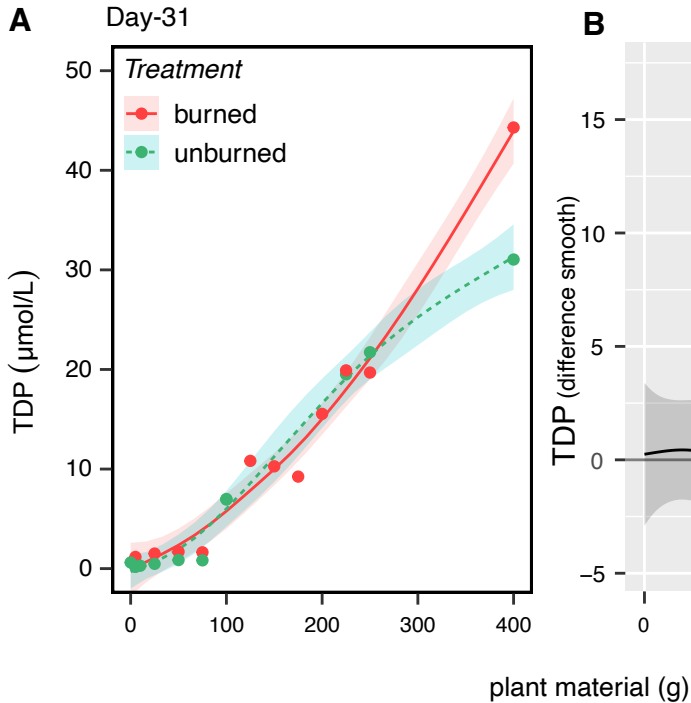 A Day-31
Treatment
burned
unburned
TDP (µmol/L)
50
40
30
20
10
0
0 100 200 300 400
B
TDP (difference smooth)
15
10
5
0
−5
0
plant material (g)